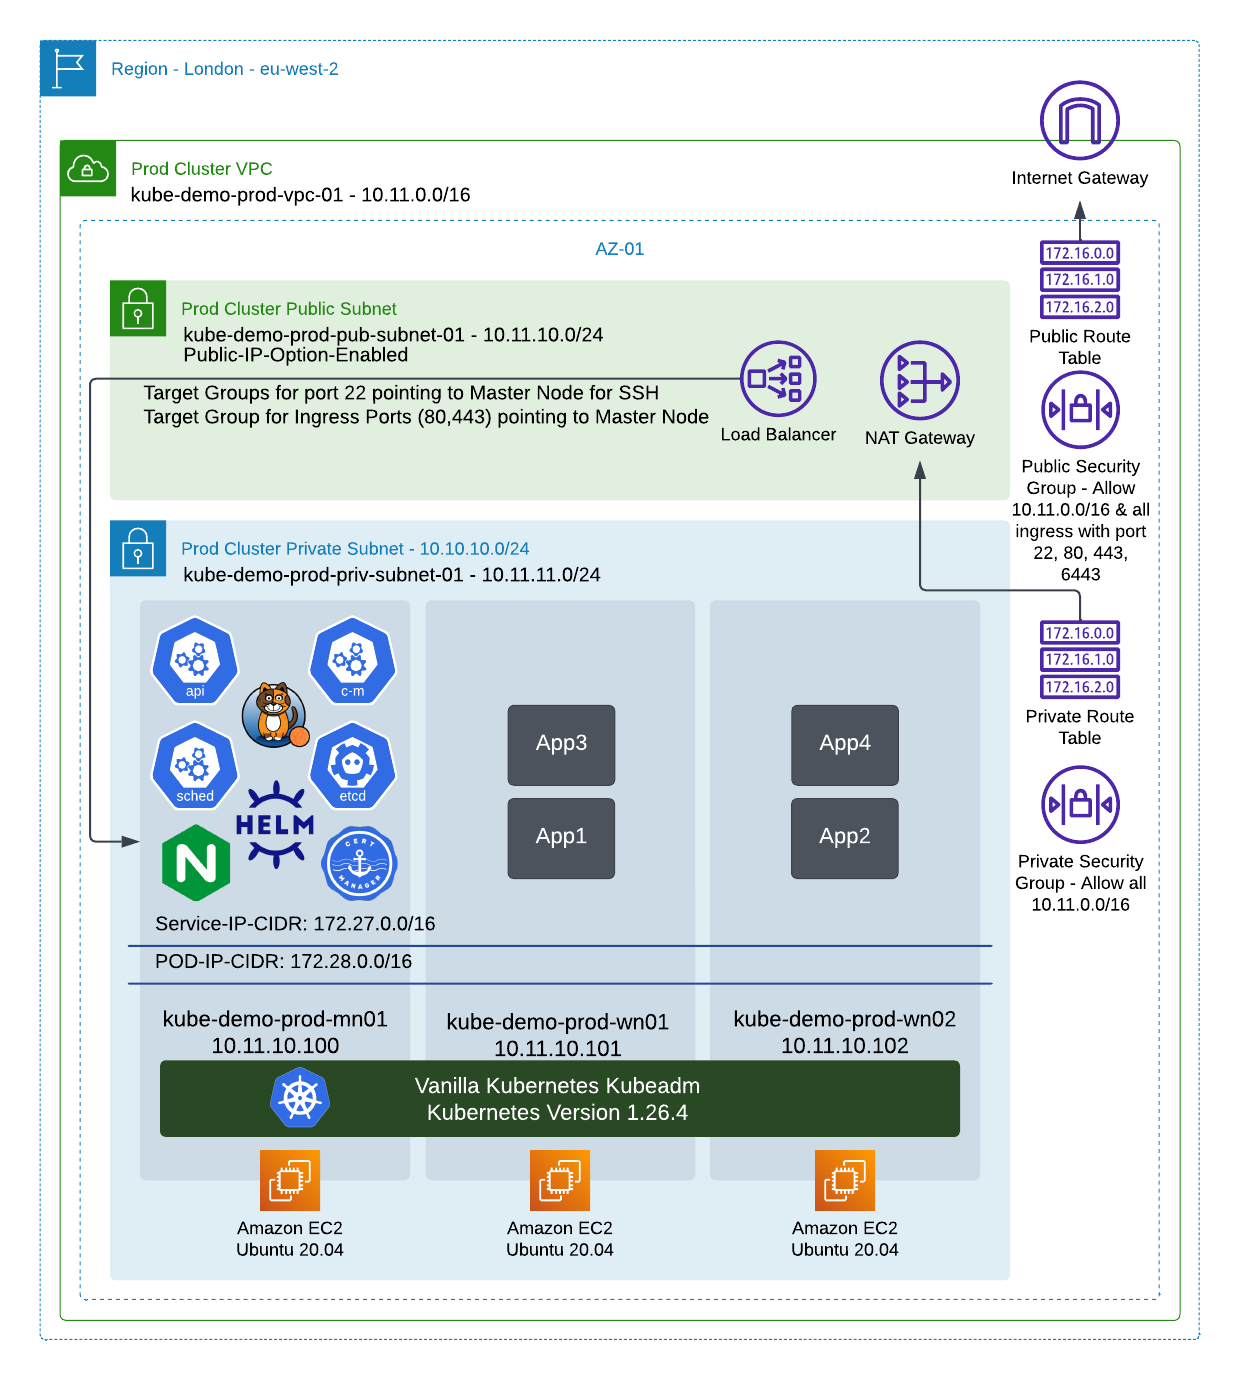 Region - London - eu-west-2
Internet Gateway
Prod Cluster VPC
kube-demo-prod-vpc-01 - 10.11.0.0/16
AZ-01
172.16.0.0
172.16.1.0
172.16.2.0
Public Route
Table
Prod Cluster Public Subnet
kube-demo-prod-pub-subnet-01 - 10.11.10.0/24
Public-IP-Option-Enabled
Target Groups for port 22 pointing to Master Node for SSH
Target Group for Ingress Ports (80,443) pointing to Master Node
Load Balancer
NAT Gateway
Public Security
Group - Allow
10.11.0.0/16 & all
ingress with port
22, 80, 443,
6443
Prod Cluster Private Subnet - 10.10.10.0/24
kube-demo-prod-priv-subnet-01 - 10.11.11.0/24
172.16.0.0
172.16.1.0
172.16.2.0
Private Route
Table
Private Security
Group - Allow all
10.11.0.0/16
api
c-m
sched
etcd
HELM
N
CERT
MANAGER
App3
App1
App4
App2
Service-IP-CIDR: 172.27.0.0/16
POD-IP-CIDR: 172.28.0.0/16
kube-demo-prod-mn01
10.11.10.100
kube-demo-prod-wn01
10.11.10.101
kube-demo-prod-wn02
10.11.10.102
Vanilla Kubernetes Kubeadm
Kubernetes Version 1.26.4
Amazon EC2
Ubuntu 20.04
Amazon EC2
Ubuntu 20.04
Amazon EC2
Ubuntu 20.04